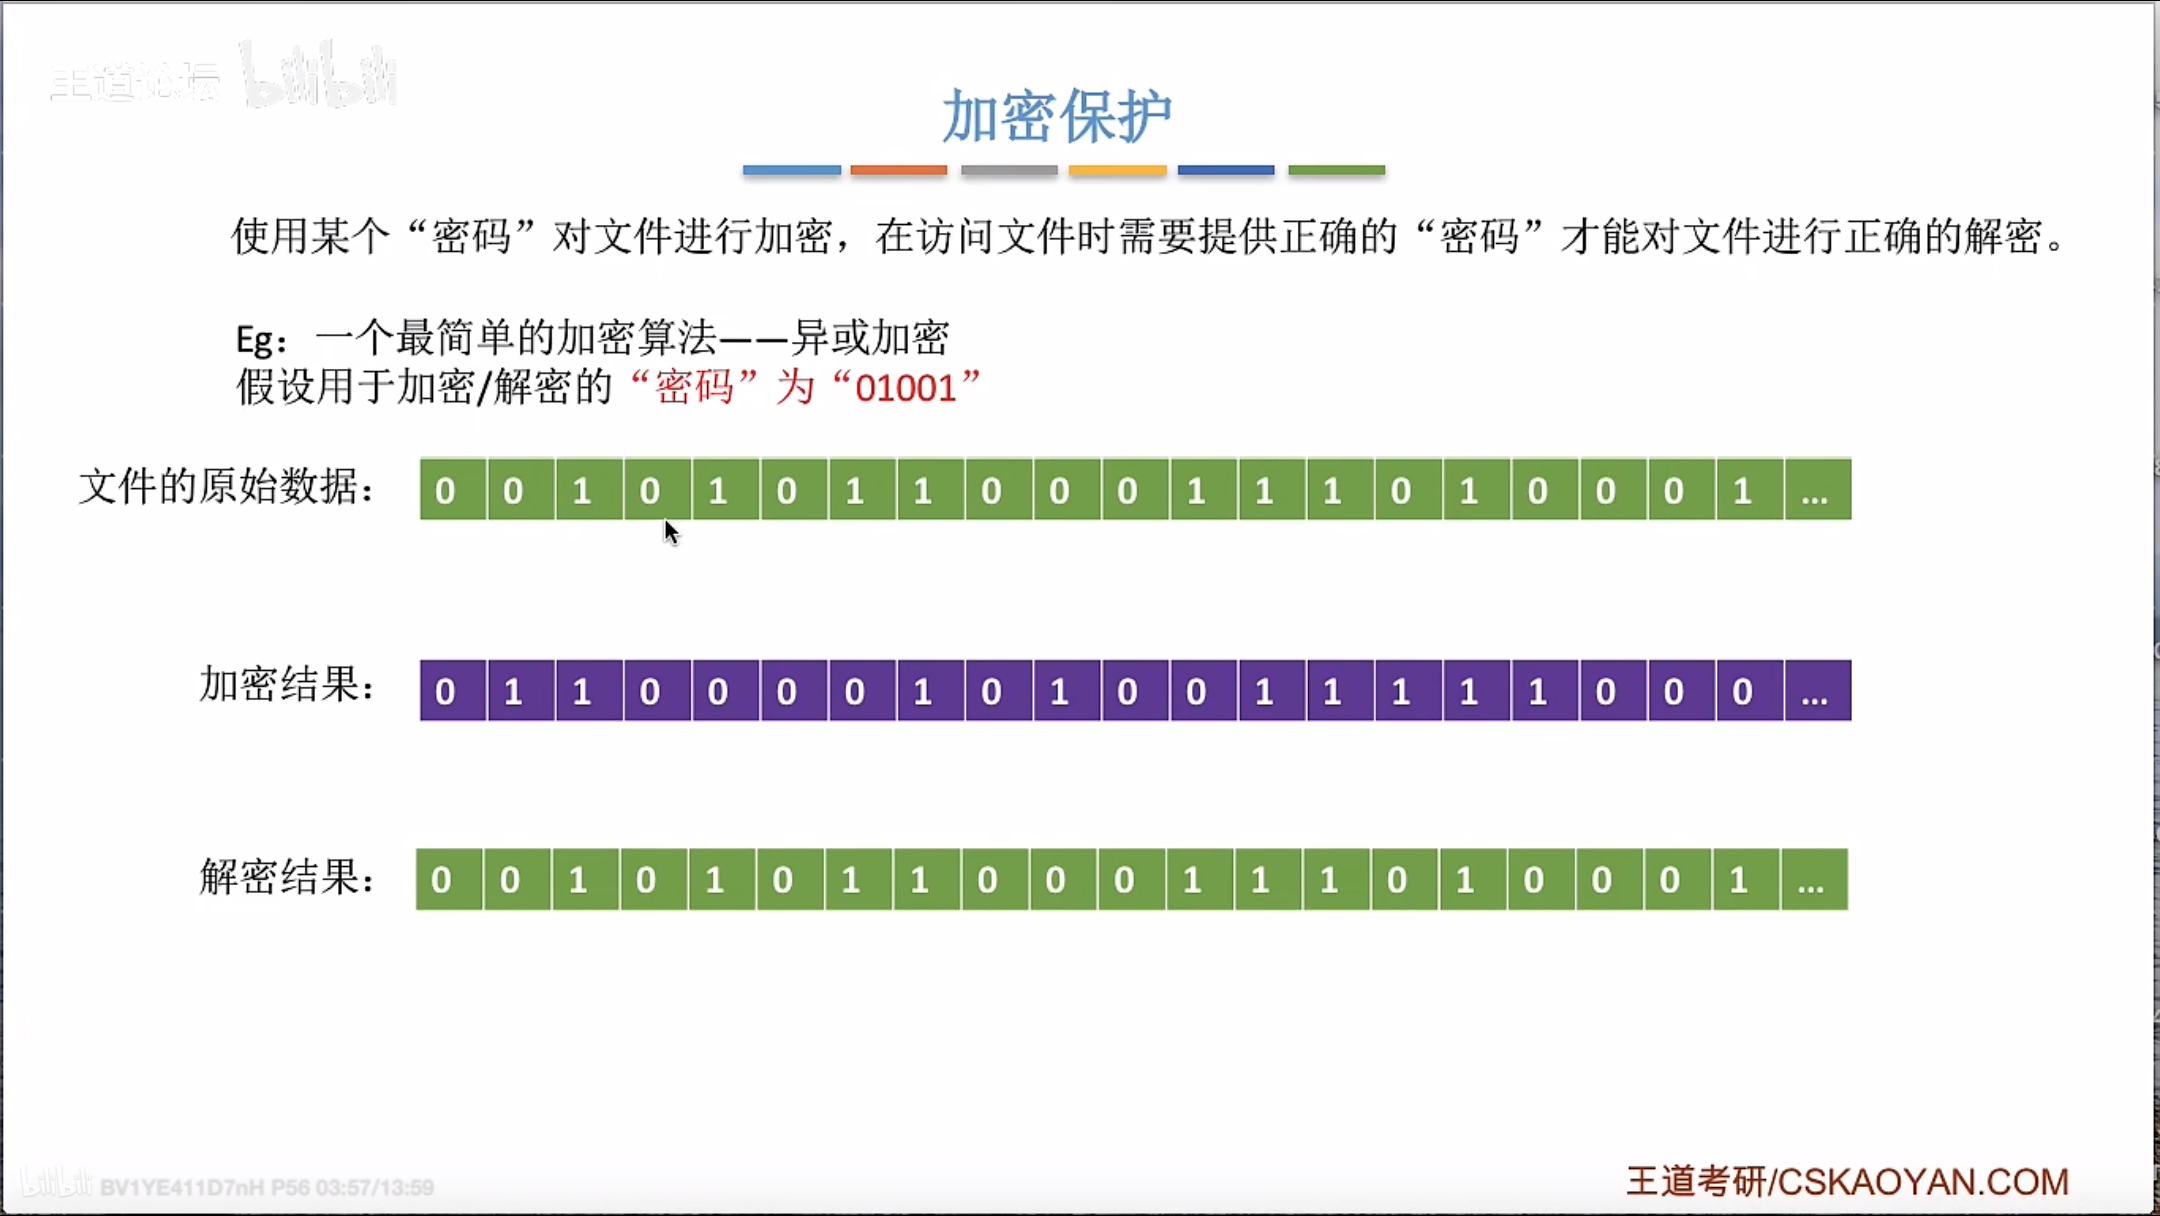 王道论坛 bilibili
加密保护
使用某个“密码”对文件进行加密，在访问文件时需要提供正确的“密码”才能对文件进行正确的解密。
Eg：一个最简单的加密算法——异或加密
假设用于加密/解密的“密码”为“01001”
文件的原始数据： 0 0 1 0 1 0 1 1 0 0 0 1 1 1 0 1 0 0 0 1 ...
加密结果： 0 1 1 0 0 0 0 1 0 1 0 0 1 1 1 1 1 0 0 0 ...
解密结果： 0 0 1 0 1 0 1 1 0 0 0 1 1 1 0 1 0 0 0 1 ...
bilibili BV1YE411D7nH P56 03:57/13:59
王道考研/CSKAOYAN.COM